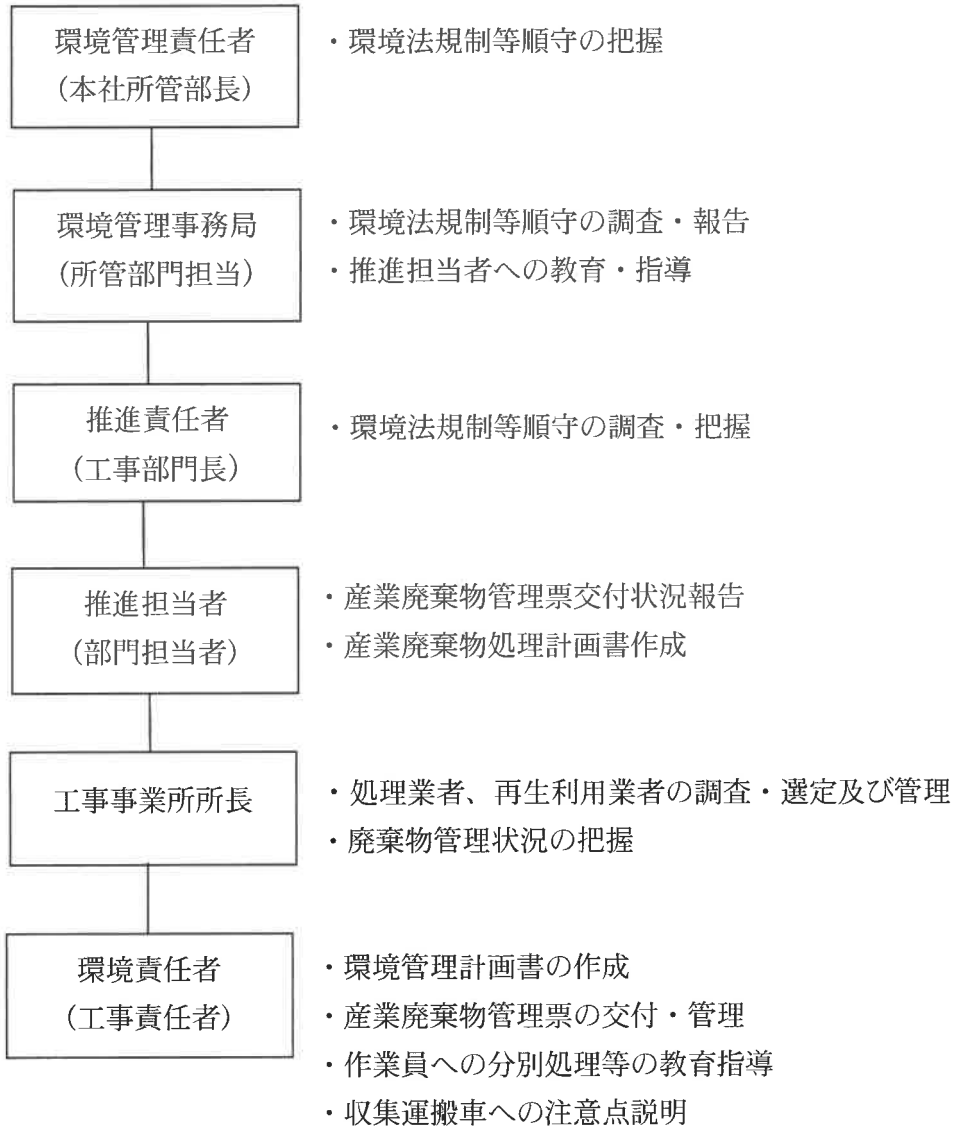 環境管理責任者
(本社所管部長)
・環境法規制等順守の把握
環境管理事務局
(所管部門担当)
・環境法規制等順守の調査・報告
・推進担当者への教育・指導
推進責任者
(工事部門長)
・環境法規制等順守の調査・把握
推進担当者
(部門担当者)
・産業廃棄物管理票交付状況報告
・産業廃棄物処理計画書作成
工事事業所所長
・処理業者、再生利用業者の調査・選定及び管理
・廃棄物管理状況の把握
環境責任者
(工事責任者)
・環境管理計画書の作成
・産業廃棄物管理票の交付・管理
・作業員への分別処理等の教育指導
・収集運搬車への注意点説明